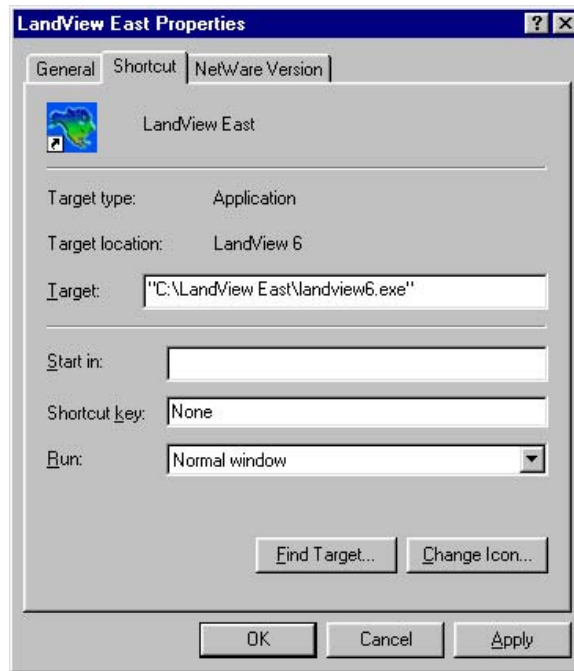 LandView East Properties
General Shortcut NetWare Version
LandView East
Target type: Application
Target location: LandView 6
Target: "C:\LandView East\landview6.exe"
Start in:
Shortcut key: None
Run: Normal window
Find Target... Change Icon...
OK Cancel Apply